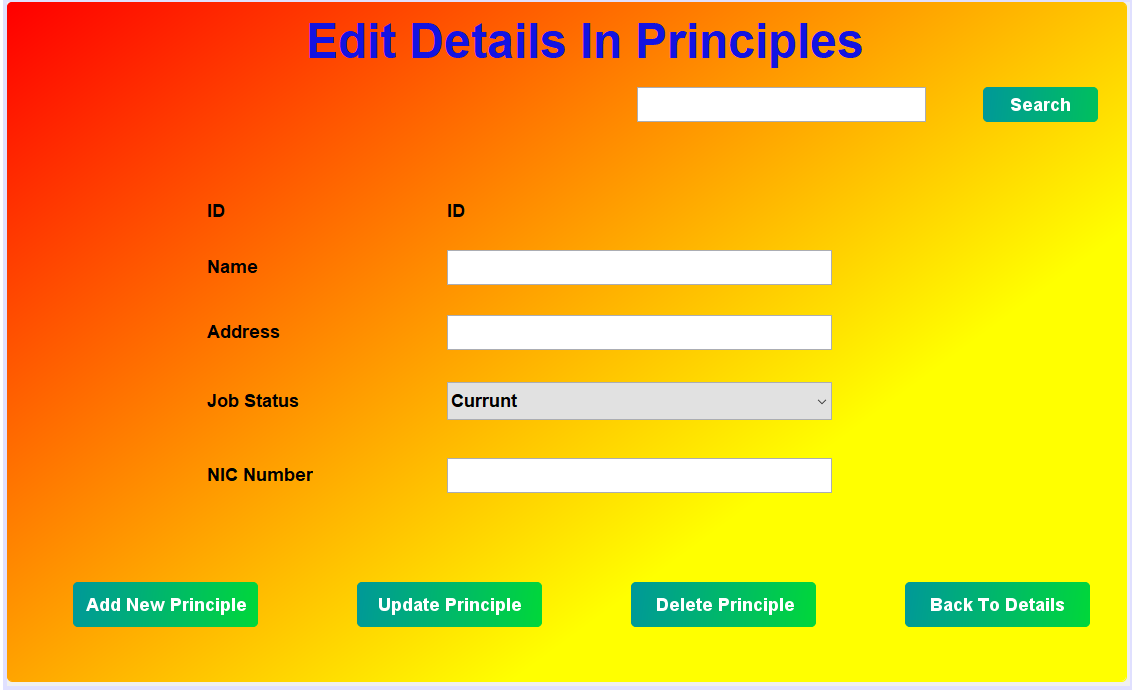 Edit Details In Principles
Search
ID ID
Name
Address
Job Status Currunt
NIC Number
Add New Principle Update Principle Delete Principle Back To Details